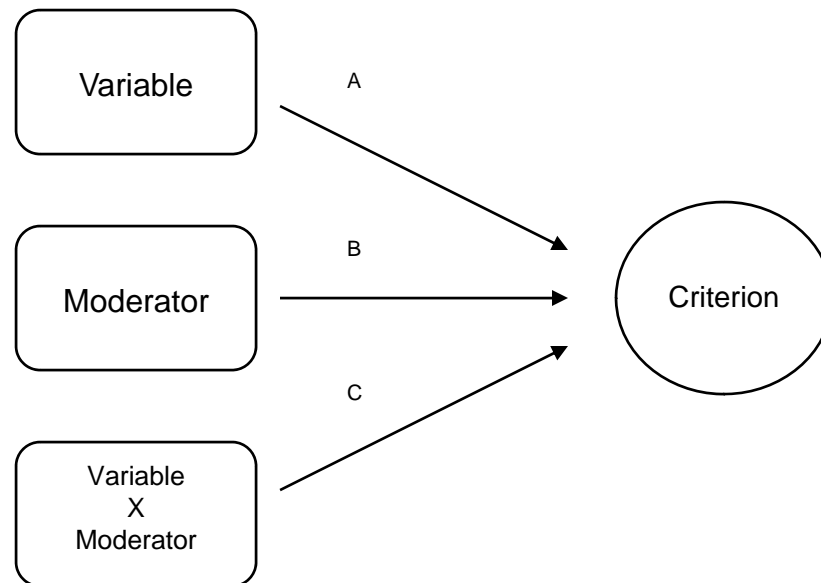 Variable
A
Moderator
B
Criterion
C
Variable
X
Moderator